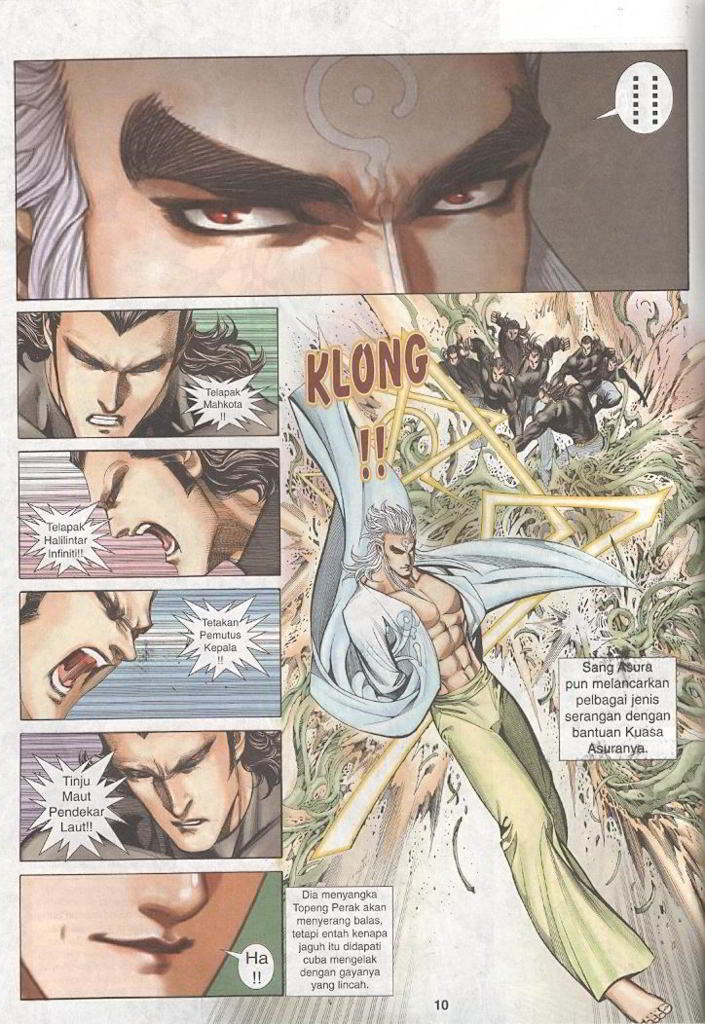 !!
Telapak
Mahkota
!!
KLONG
!!
Telapak
Halilintar
Infiniti!!
Tetakan
Pemutus
Kepala
!!
Tinju
Maut
Pendekar
Laut!!
Sang Asura
pun melancarkan
pelbagai jenis
serangan dengan
bantuan Kuasa
Asuranya.
Ha
!!
Dia menyangka
Topeng Perak akan
menyerang balas,
tetapi entah kenapa
jaguh itu didapati
cuba mengelak
dengan gayanya
yang lincah.
10